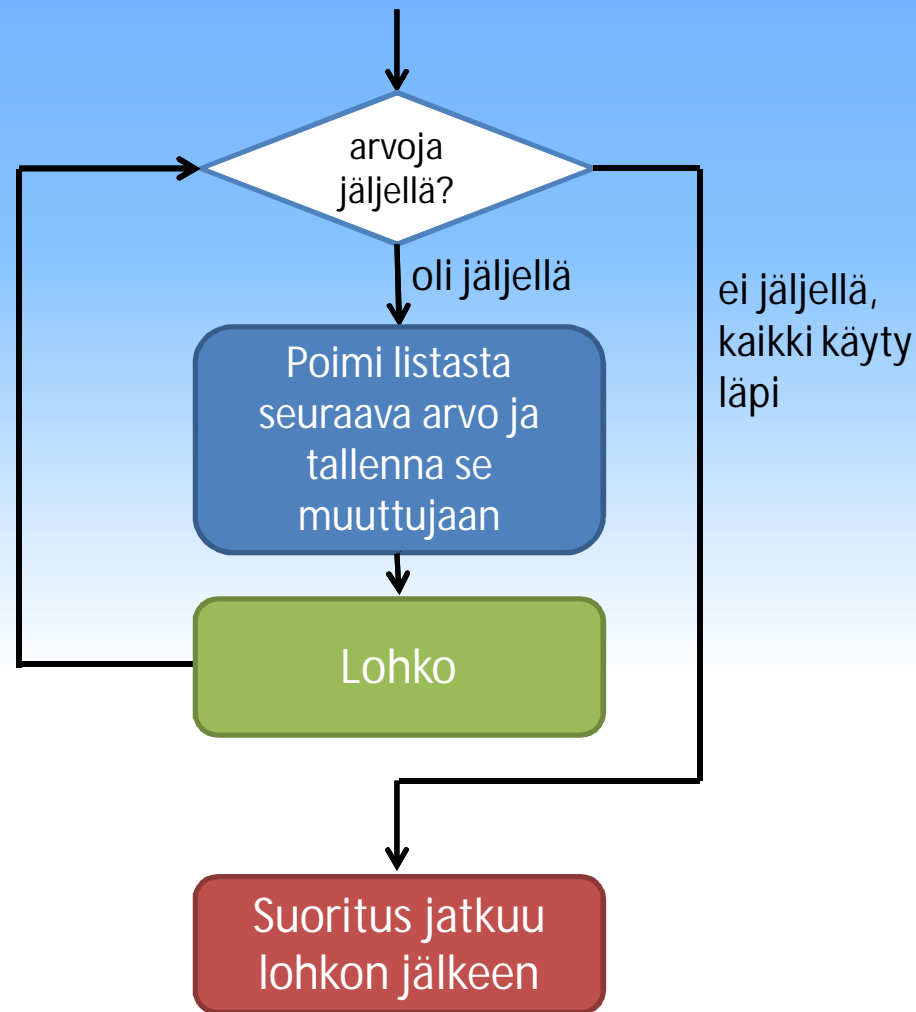 arvoja
jäljellä?
oli jäljellä
ei jäljellä,
kaikki käyty
läpi
Poimi listasta
seuraava arvo ja
tallenna se
muuttujaan
Lohko
Suoritus jatkuu
lohkon jälkeen